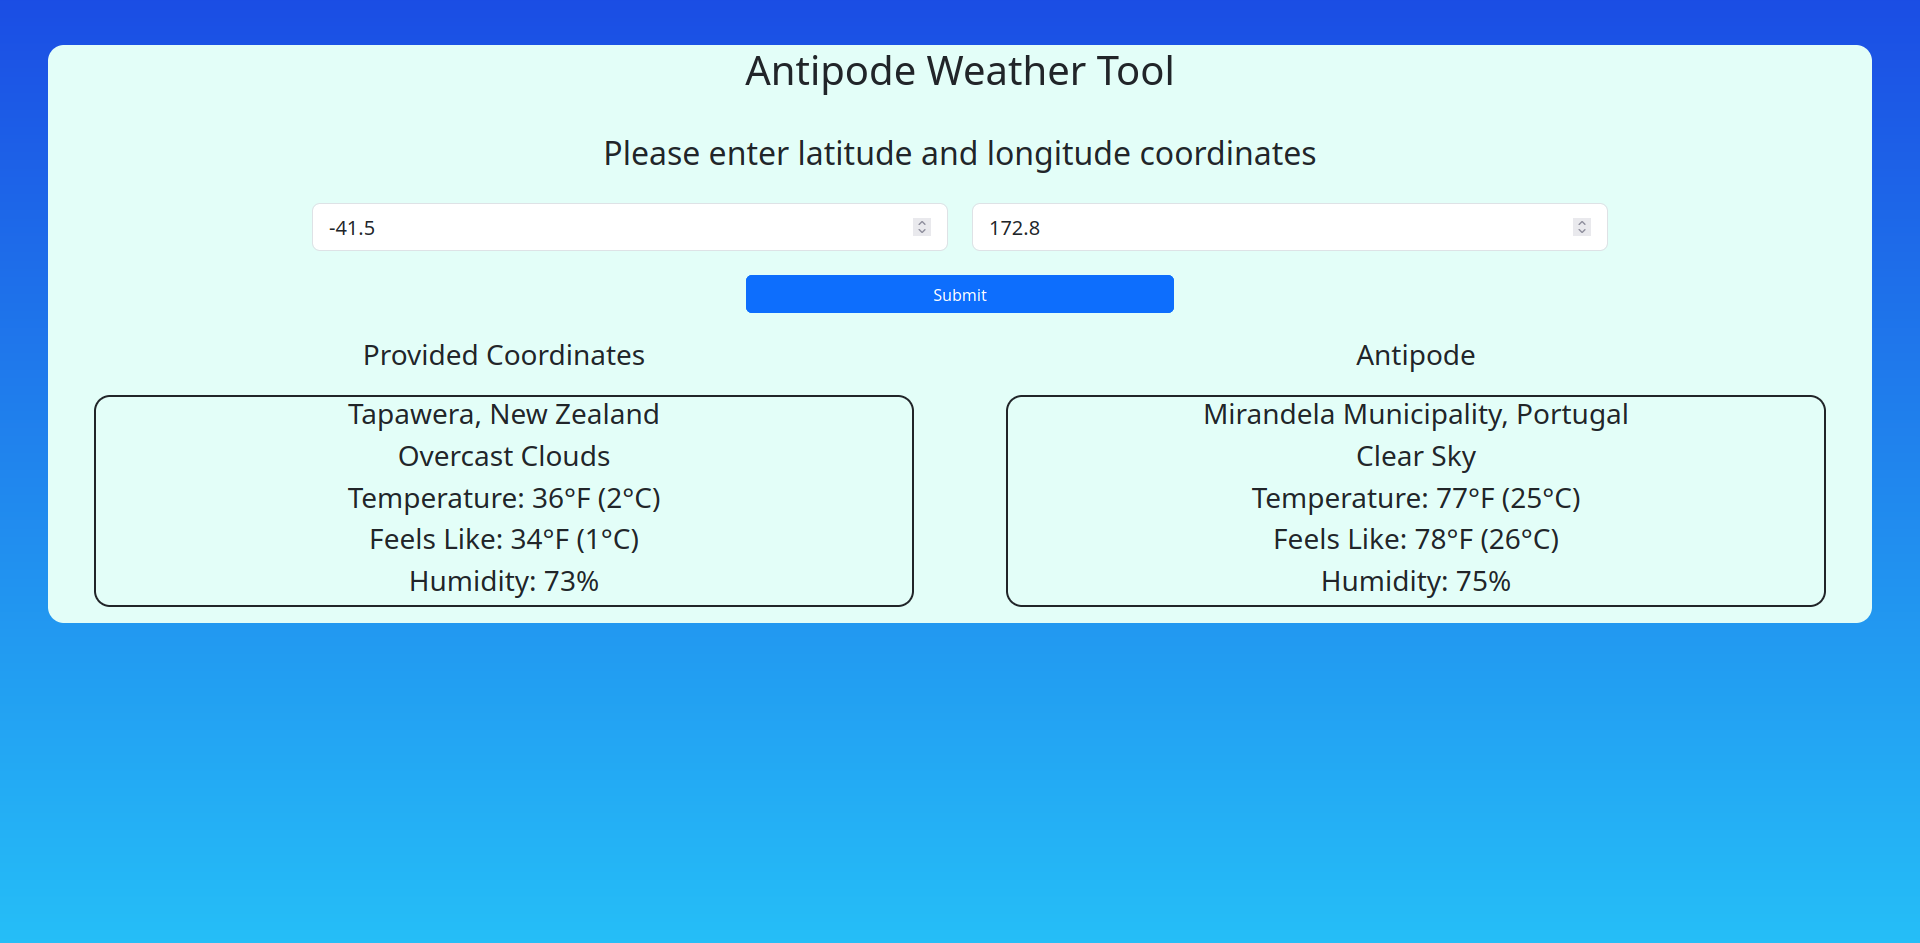 Antipode Weather Tool
Please enter latitude and longitude coordinates
-41.5
172.8
Submit
Provided Coordinates
Tapawera, New Zealand
Overcast Clouds
Temperature: 36°F (2°C)
Feels Like: 34°F (1°C)
Humidity: 73%
Antipode
Mirandela Municipality, Portugal
Clear Sky
Temperature: 77°F (25°C)
Feels Like: 78°F (26°C)
Humidity: 75%